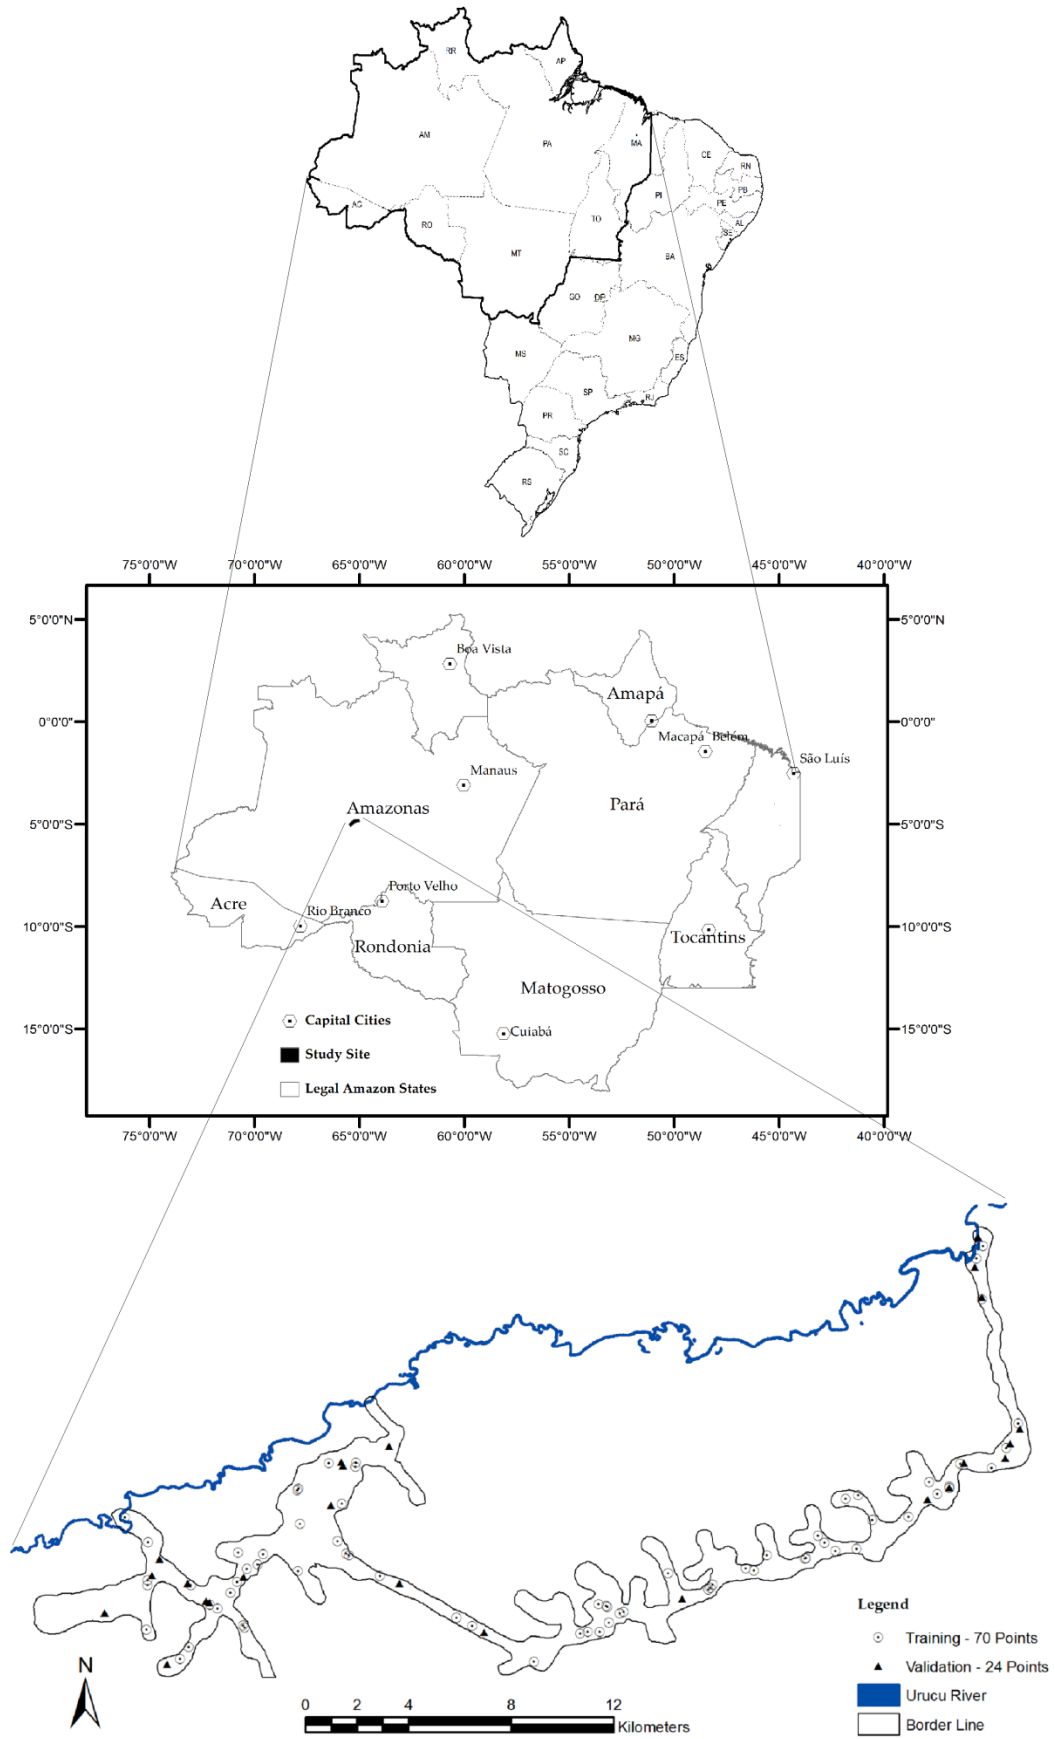 RR
AP
AM
PA
MA
CE
RN
PB
PI
PE
AL
SE
AC
RO
TO
BA
MT
GO
DF
MG
MS
ES
SP
RJ
PR
SC
RS
75°0'0"W 70°0'0"W 65°0'0"W 60°0'0"W 55°0'0"W 50°0'0"W 45°0'0"W 40°0'0"W
5°0'0"N 5°0'0"N
Boa Vista
Amapá
0°0'0" 0°0'0"
Macapá Belém
São Luís
Manaus
Pará
Amazonas
5°0'0"S 5°0'0"S
Porto Velho
Acre
Rio Branco
10°0'0"S 10°0'0"S
Tocantins
Rondonia
Matogosso
Capital Cities
15°0'0"S 15°0'0"S
Cuiabá
Study Site
Legal Amazon States
75°0'0"W 70°0'0"W 65°0'0"W 60°0'0"W 55°0'0"W 50°0'0"W 45°0'0"W 40°0'0"W
Legend
Training - 70 Points
Validation - 24 Points
Urucu River
Border Line
N
0 2 4 8 12
Kilometers